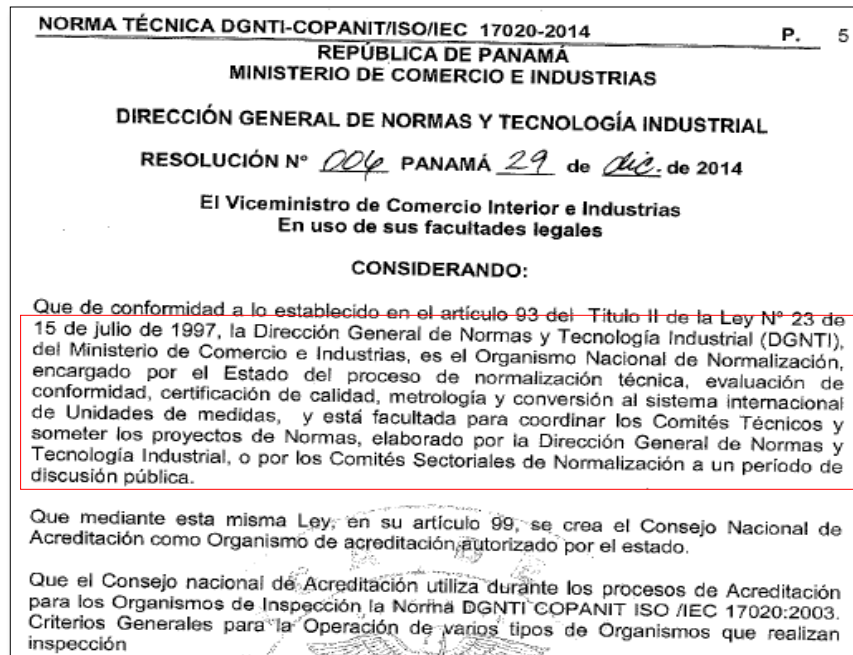 NORMA TÉCNICA DGNTI-COPANIT/ISO/IEC 17020-2014 P. 5
REPÚBLICA DE PANAMÁ
MINISTERIO DE COMERCIO E INDUSTRIAS
DIRECCIÓN GENERAL DE NORMAS Y TECNOLOGÍA INDUSTRIAL
RESOLUCIÓN Nº 006 PANAMÁ 29 de dic. de 2014
El Viceministro de Comercio Interior e Industrias
En uso de sus facultades legales
CONSIDERANDO:
Que de conformidad a lo establecido en el artículo 93 del Titulo II de la Ley Nº 23 de
15 de julio de 1997, la Dirección General de Normas y Tecnología Industrial (DGNTI),
del Ministerio de Comercio e Industrias, es el Organismo Nacional de Normalización,
encargado por el Estado del proceso de normalización técnica, evaluación de
conformidad, certificación de calidad, metrología y conversión al sistema internacional
de Unidades de medidas, y está facultada para coordinar los Comités Técnicos y
someter los proyectos de Normas, elaborado por la Dirección General de Normas y
Tecnología Industrial, o por los Comités Sectoriales de Normalización a un período de
discusión pública.
Que mediante esta misma Ley, en su artículo 99, se crea el Consejo Nacional de
Acreditación como Organismo de acreditación autorizado por el estado.
Que el Consejo nacional de Acreditación utiliza durante los procesos de Acreditación
para los Organismos de Inspección la Norma DGNTI COPANIT ISO /IEC 17020:2003.
Criterios Generales para la Operación de varios tipos de Organismos que realizan
inspección